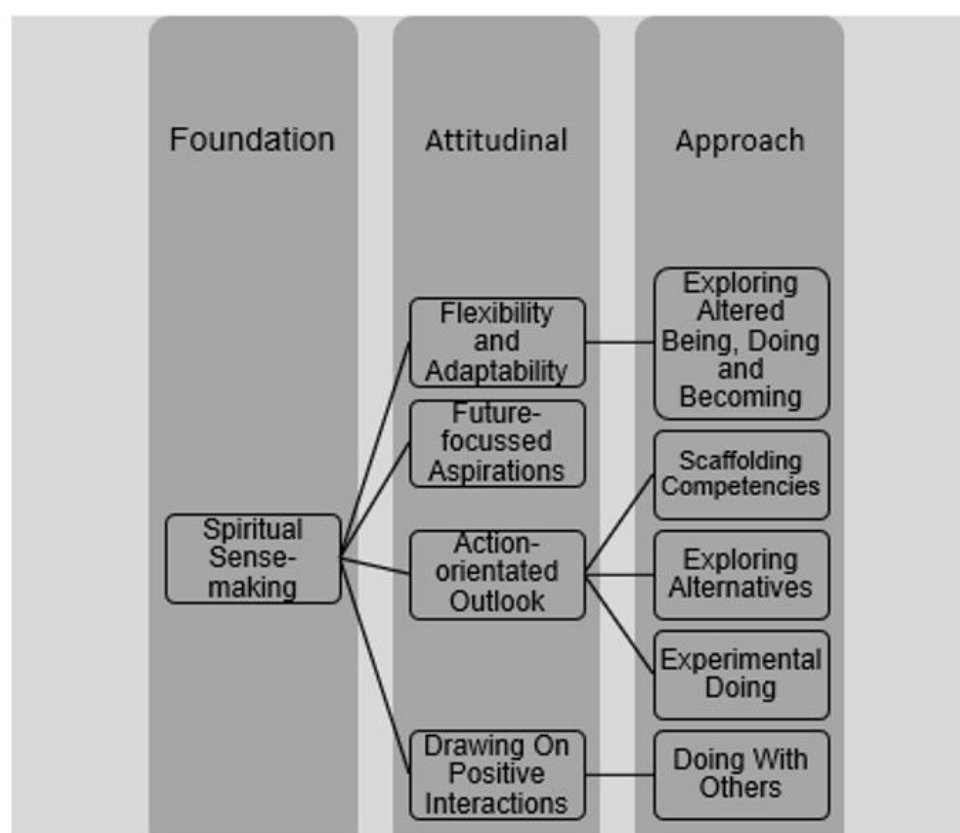 Foundation
Attitudinal
Approach
Spiritual
Sense-
making
Flexibility
and
Adaptability
Future-
focussed
Aspirations
Action-
orientated
Outlook
Drawing On
Positive
Interactions
Exploring
Altered
Being, Doing
and
Becoming
Scaffolding
Competencies
Exploring
Alternatives
Experimental
Doing
Doing With
Others